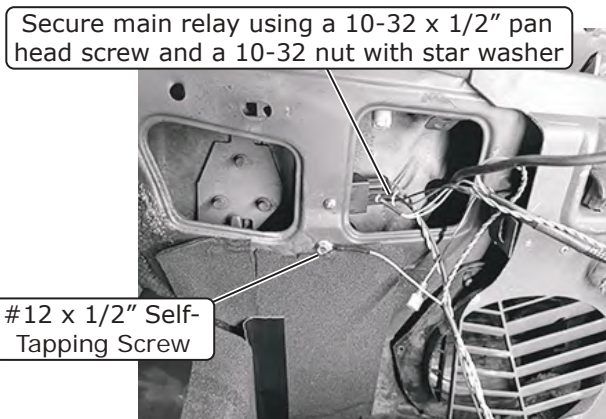 Secure main relay using a 10-32 x 1/2” pan
head screw and a 10-32 nut with star washer
#12 x 1/2” Self-
Tapping Screw